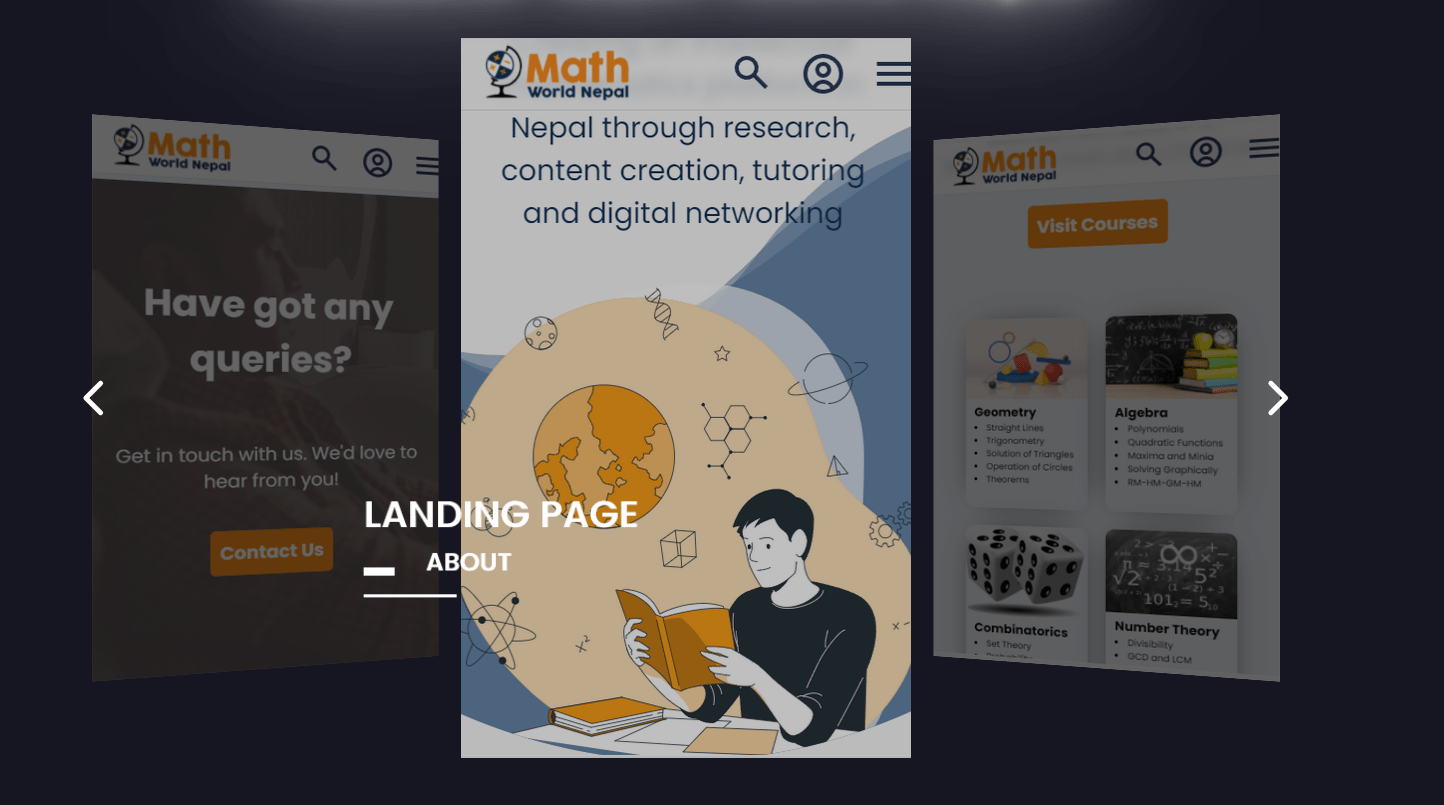 Math
World Nepal
Have got any
queries?
Get in touch with us. We'd love to
hear from you!
Contact Us
Math
World Nepal
Nepal through research,
content creation, tutoring
and digital networking
x²
LANDING PAGE
ABOUT
Math
World Nepal
Visit Courses
Geometry
Straight Lines
Trigonometry
Solution of Triangles
Operation of Circles
Theorems
Algebra
Polynomials
Quadratic Functions
Maxima and Minia
Solving Graphically
RM-HM-GM-HM
Combinatorics
Set Theory
Number Theory
Divisibility
GCD and LCM